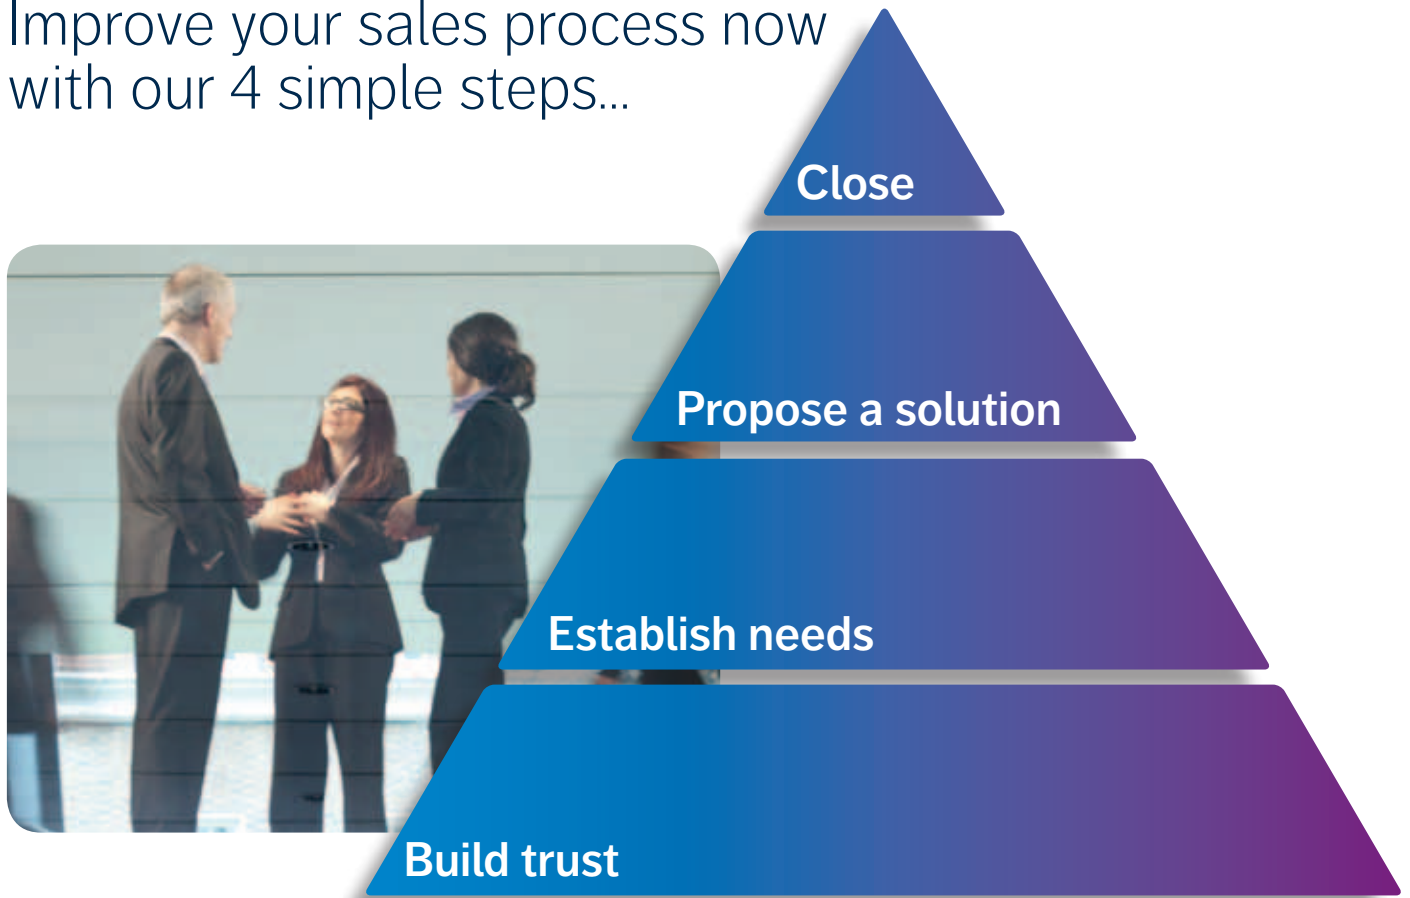 Improve your sales process now
with our 4 simple steps...
Close
Propose a solution
Establish needs
Build trust